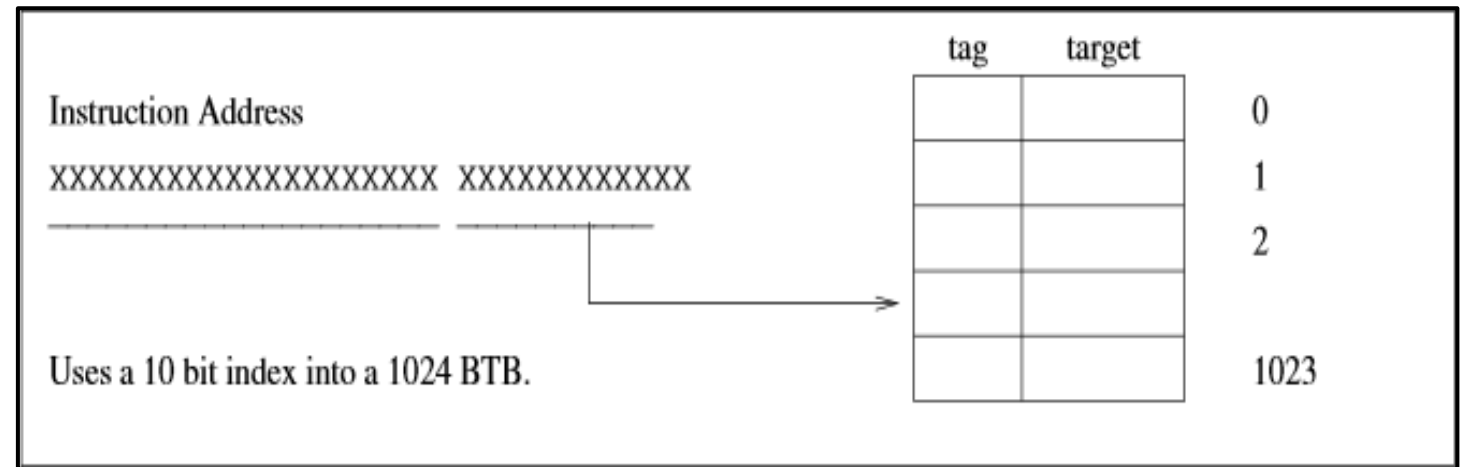 tag target
Instruction Address 0
XXXXXXXXXXXXXXXXXXXX XXXXXXXXXXXX 1
2
Uses a 10 bit index into a 1024 BTB. 1023